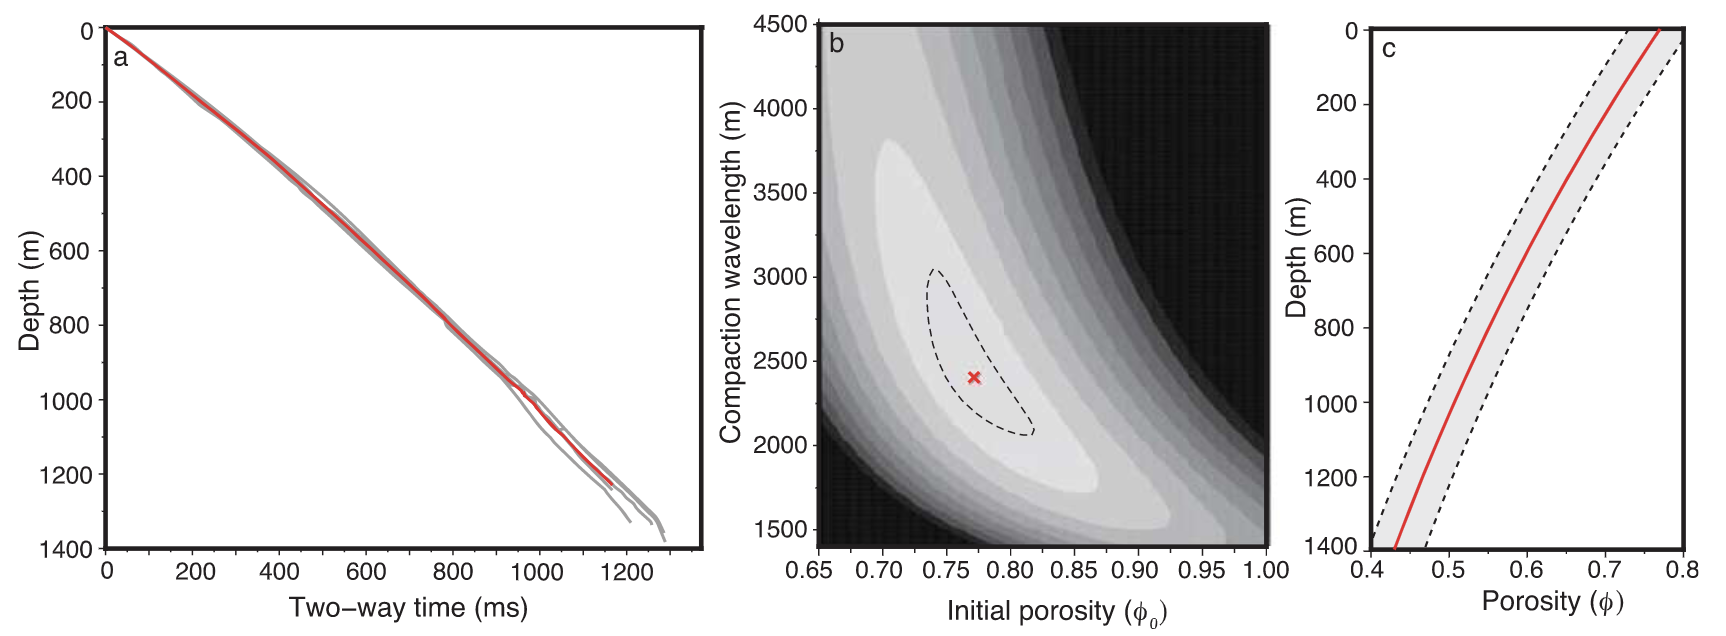 a
0
200
400
600
800
1000
1200
1400
Depth (m)
0 200 400 600 800 1000 1200
Two–way time (ms)
b
4500
4000
3500
3000
2500
2000
1500
Compaction wavelength (m)
0.65 0.70 0.75 0.80 0.85 0.90 0.95 1.00
Initial porosity (ϕ₀)
c
0
200
400
600
800
1000
1200
1400
Depth (m)
0.4 0.5 0.6 0.7 0.8
Porosity (ϕ)